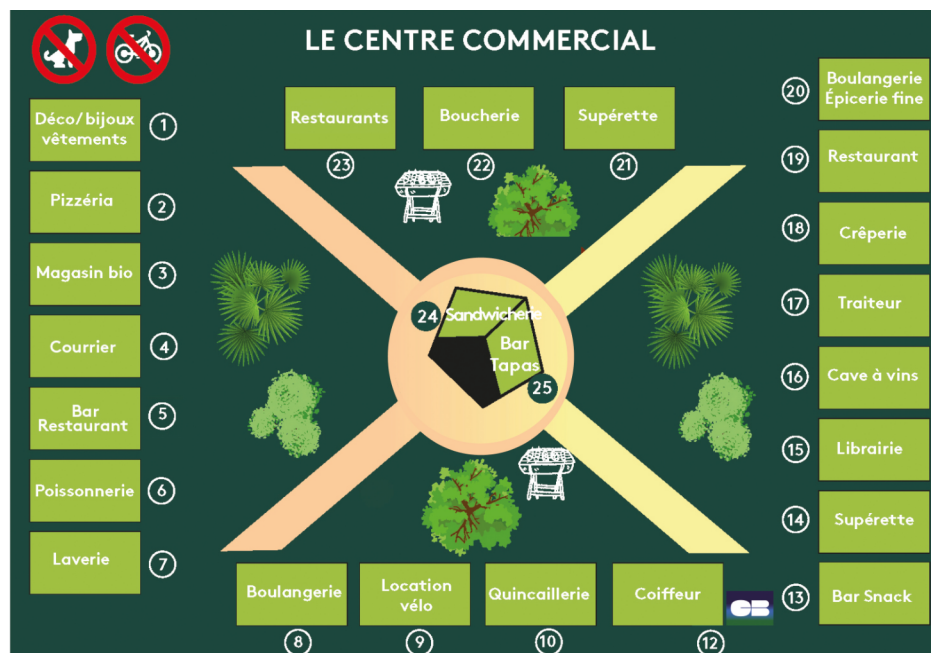 LE CENTRE COMMERCIAL
Déco/bijoux
vêtements
1
Pizzéria
2
Magasin bio
3
Courrier
4
Bar
Restaurant
5
Poissonnerie
6
Laverie
7
Restaurants
23
Boucherie
22
Supérette
21
24
Sandwicherie
Bar
Tapas
25
Boulangerie
8
Location
vélo
9
Quincaillerie
10
Coiffeur
12
CB
20
Boulangerie
Épicerie fine
19
Restaurant
18
Crêperie
17
Traiteur
16
Cave à vins
15
Librairie
14
Supérette
13
Bar Snack